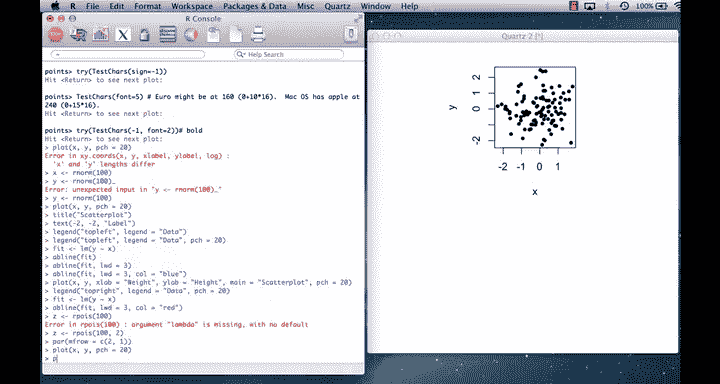 R File Edit Format Workspace Packages & Data Misc Quartz Window Help 100%
R Console
Help Search
points> try(TestChars(sign=-1))
Hit <Return> to see next plot:
points> TestChars(font=5) # Euro might be at 160 (0+10*16). Mac OS has apple at
240 (0+15*16).
Hit <Return> to see next plot:
points> try(TestChars(-1, font=2))# bold
Hit <Return> to see next plot:
> plot(x, y, pch = 20)
Error in xy.coords(x, y, xlabel, ylabel, log) :
'x' and 'y' lengths differ
> x <- rnorm(100)
> y <- rnorm(100)_
Error: unexpected input in "y <- rnorm(100)_"
> y <- rnorm(100)
> plot(x, y, pch = 20)
> title("Scatterplot")
> text(-2, -2, "Label")
> legend("topleft", legend = "Data")
> legend("topleft", legend = "Data", pch = 20)
> fit <- lm(y ~ x)
> abline(fit)
> abline(fit, lwd = 3)
> abline(fit, lwd = 3, col = "blue")
> plot(x, y, xlab = "Weight", ylab = "Height", main = "Scatterplot", pch = 20)
> legend("topright", legend = "Data", pch = 20)
> fit <- lm(y ~ x)
> abline(fit, lwd = 3, col = "red")
> z <- rpois(100)
Error in rpois(100) : argument "lambda" is missing, with no default
> z <- rpois(100, 2)
> par(mfrow = c(2, 1))
> plot(x, y, pch = 20)
> p
Quartz 2 [*]
2
1
0
-2
y
-2 -1 0 1
x